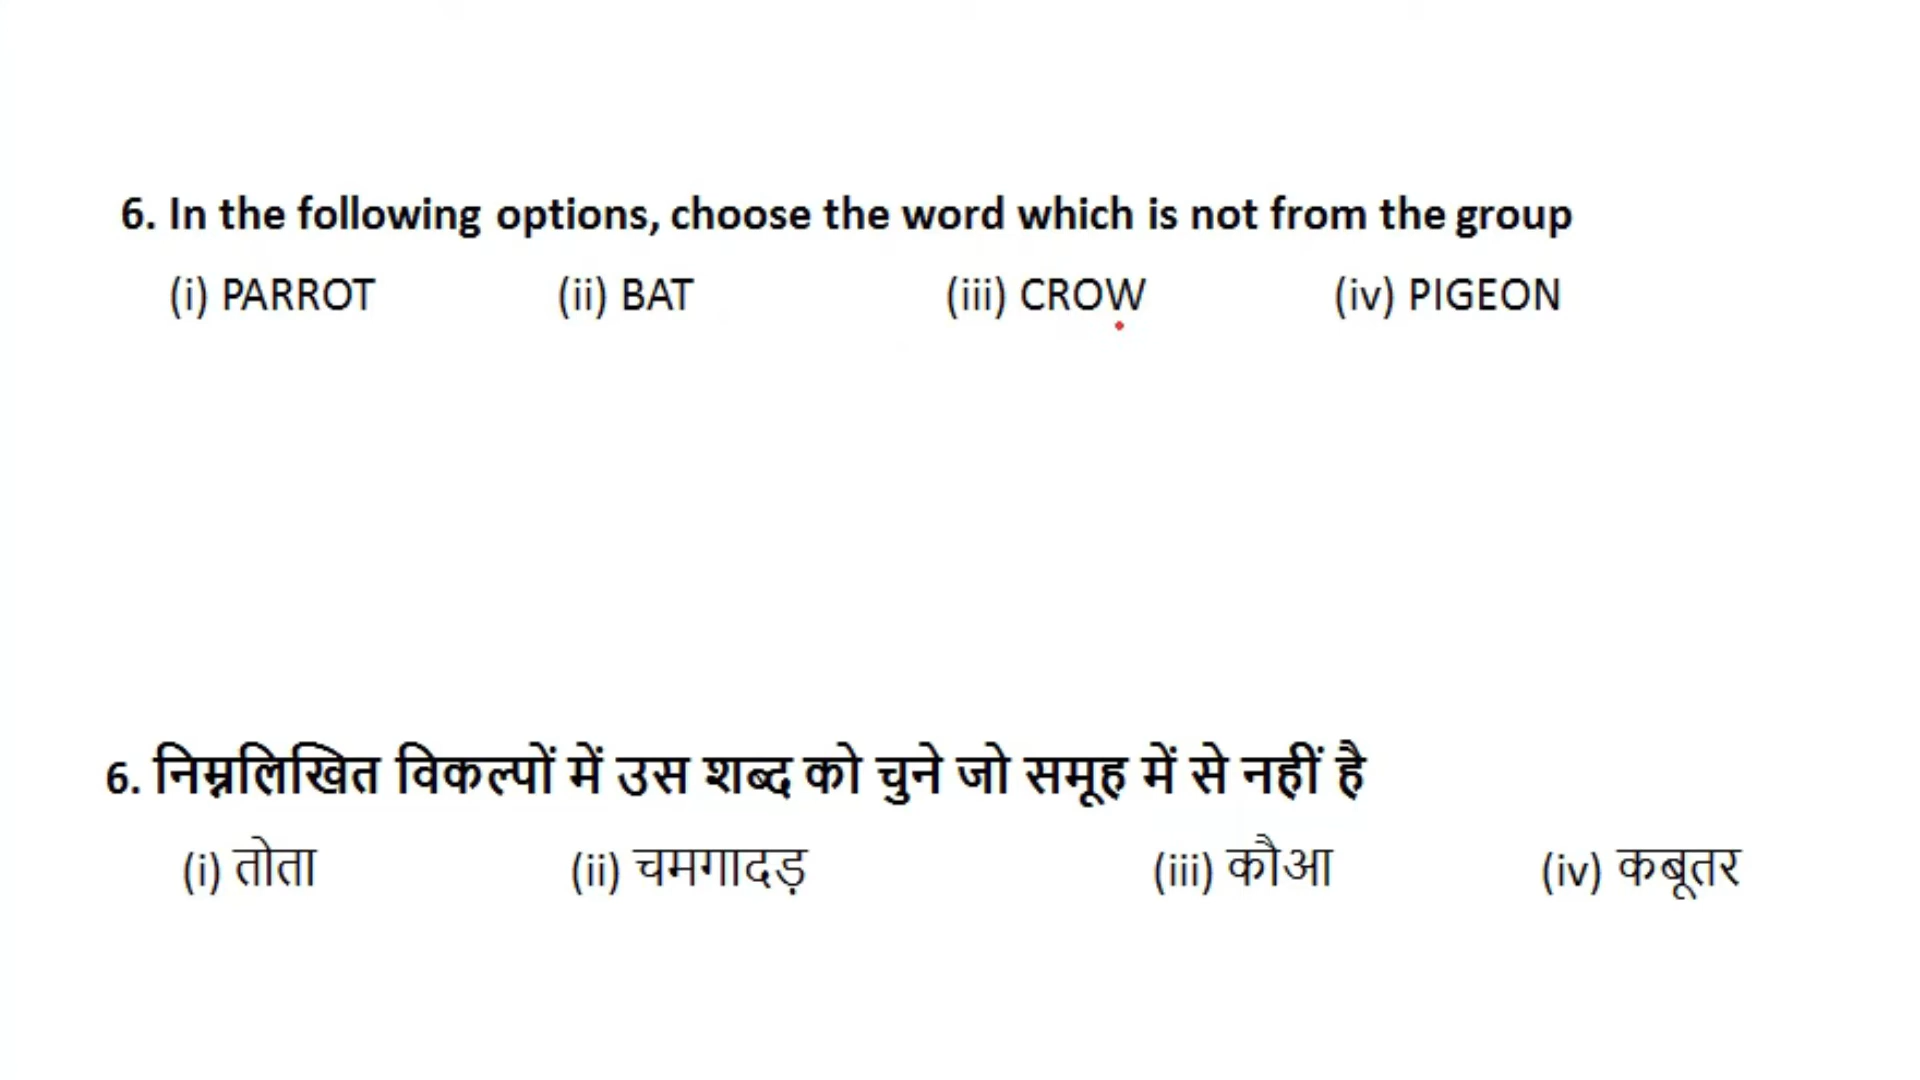 6. In the following options, choose the word which is not from the group
(i) PARROT (ii) BAT (iii) CROW (iv) PIGEON
6. निम्नलिखित विकल्पों में उस शब्द को चुने जो समूह में से नहीं है
(i) तोता (ii) चमगादड़ (iii) कौआ (iv) कबूतर